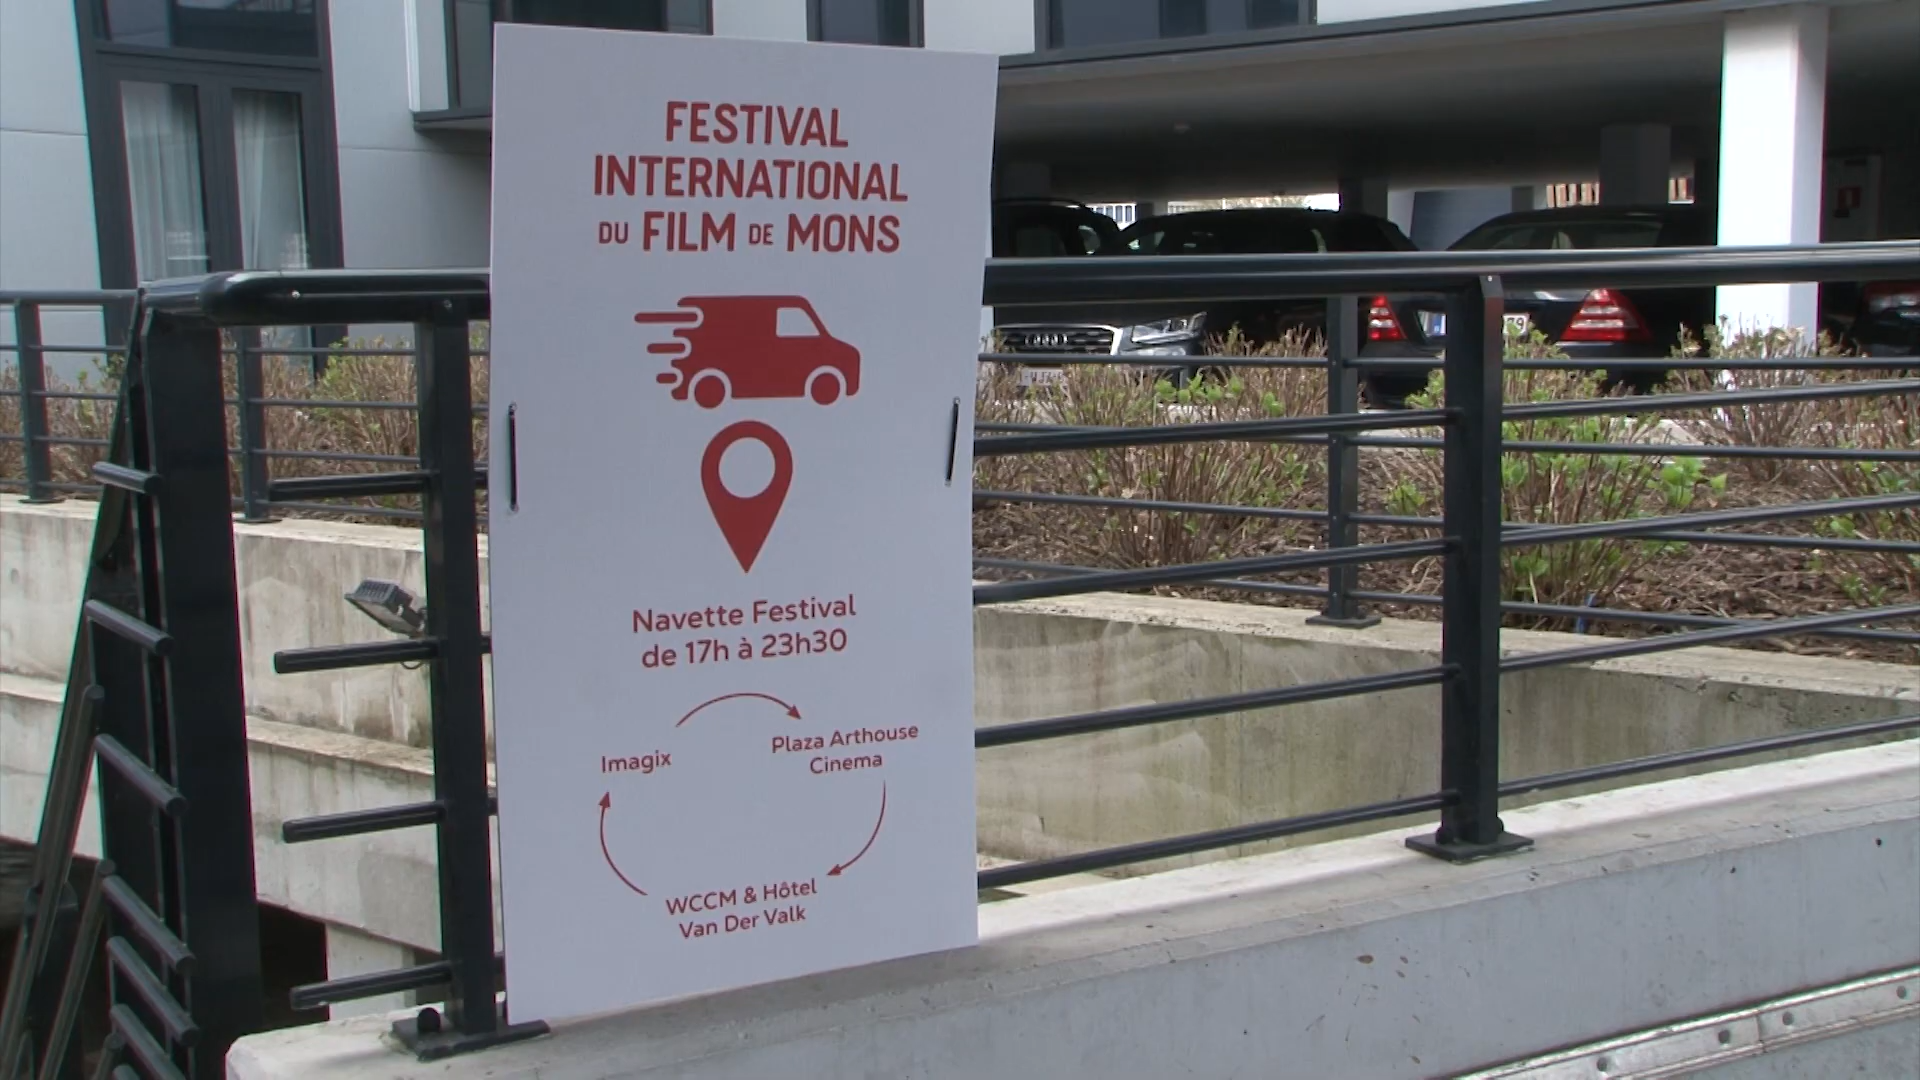 FESTIVAL
INTERNATIONAL
DU FILM DE MONS
Navette Festival
de 17h à 23h30
Imagix
Plaza Arthouse
Cinema
WCCM & Hôtel
Van Der Valk